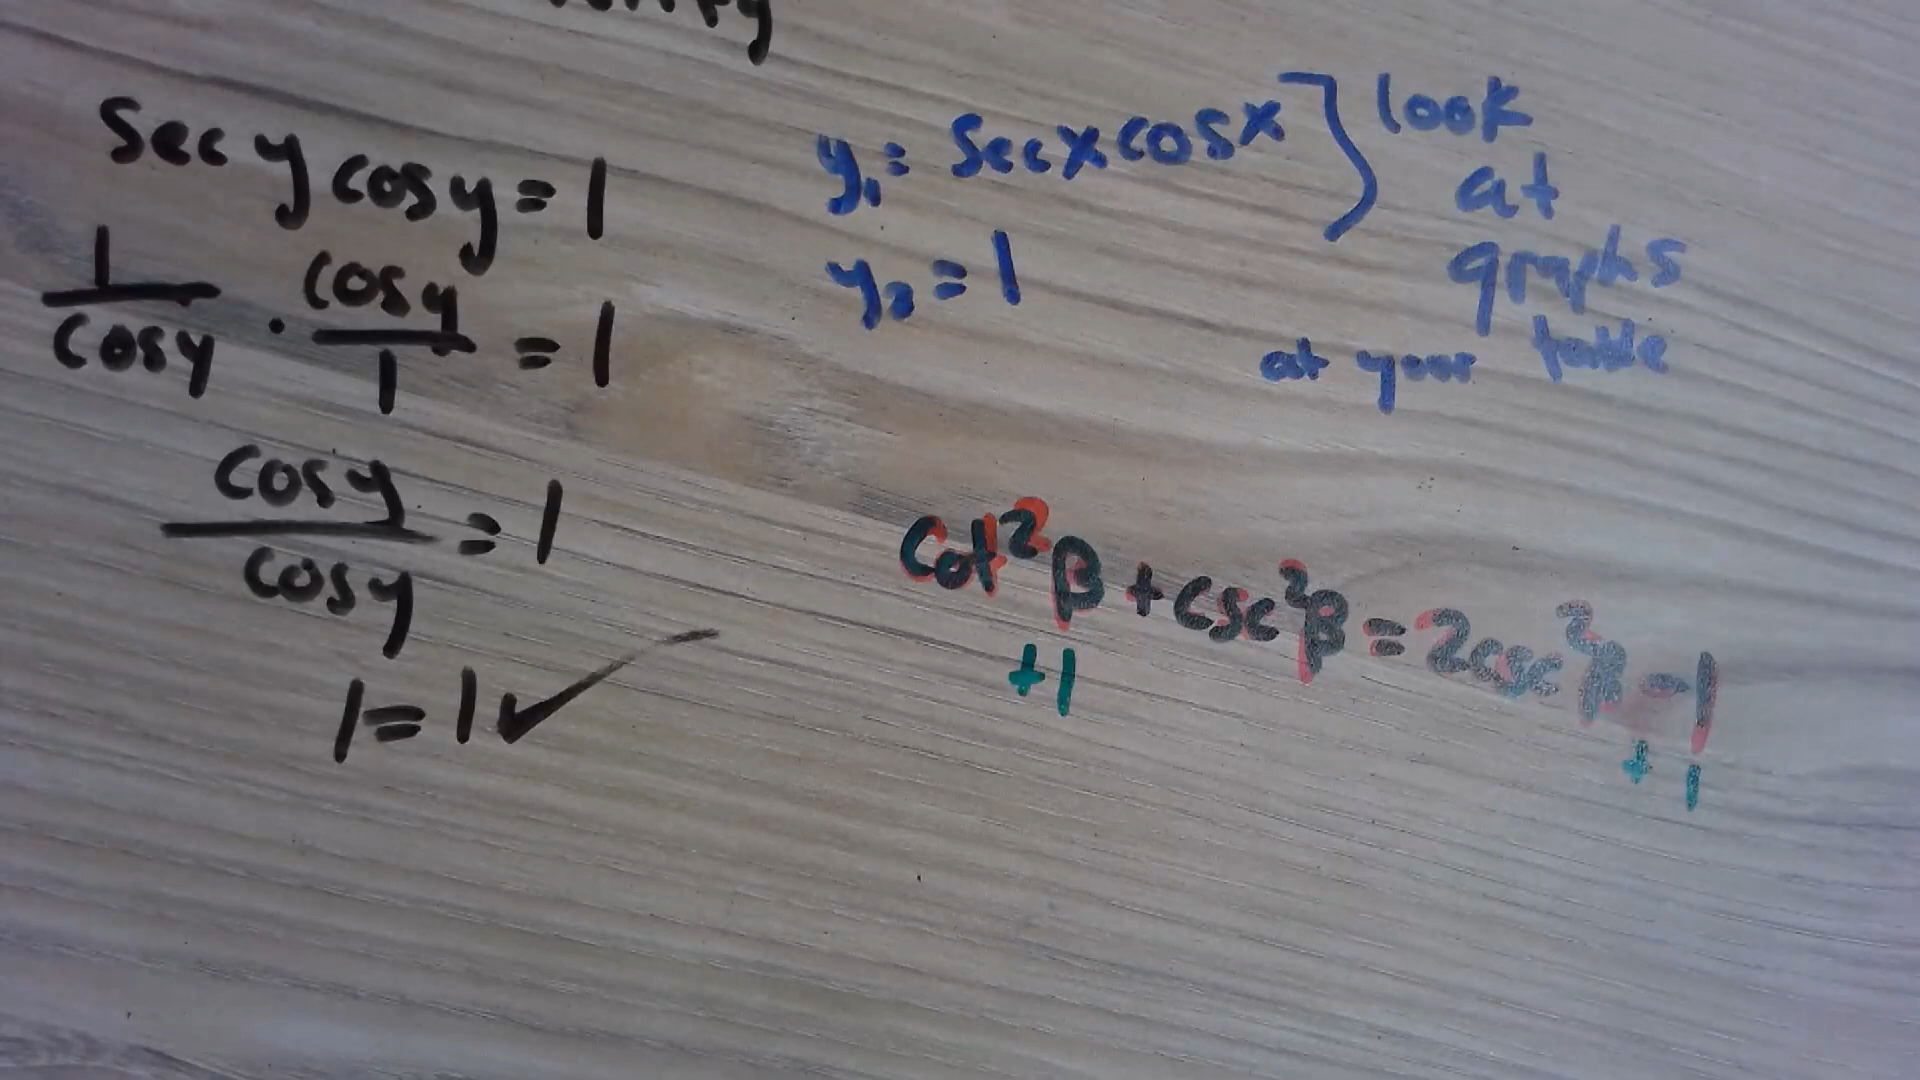 sec y cos y = 1
1/cos y · cos y/1 = 1
cos y/cos y = 1
1 = 1 ✓
y₁ = sec x cos x } look
at
y₂ = 1
graphs
at your table
cot²β + csc²β = 2csc²β - 1
+1 +1